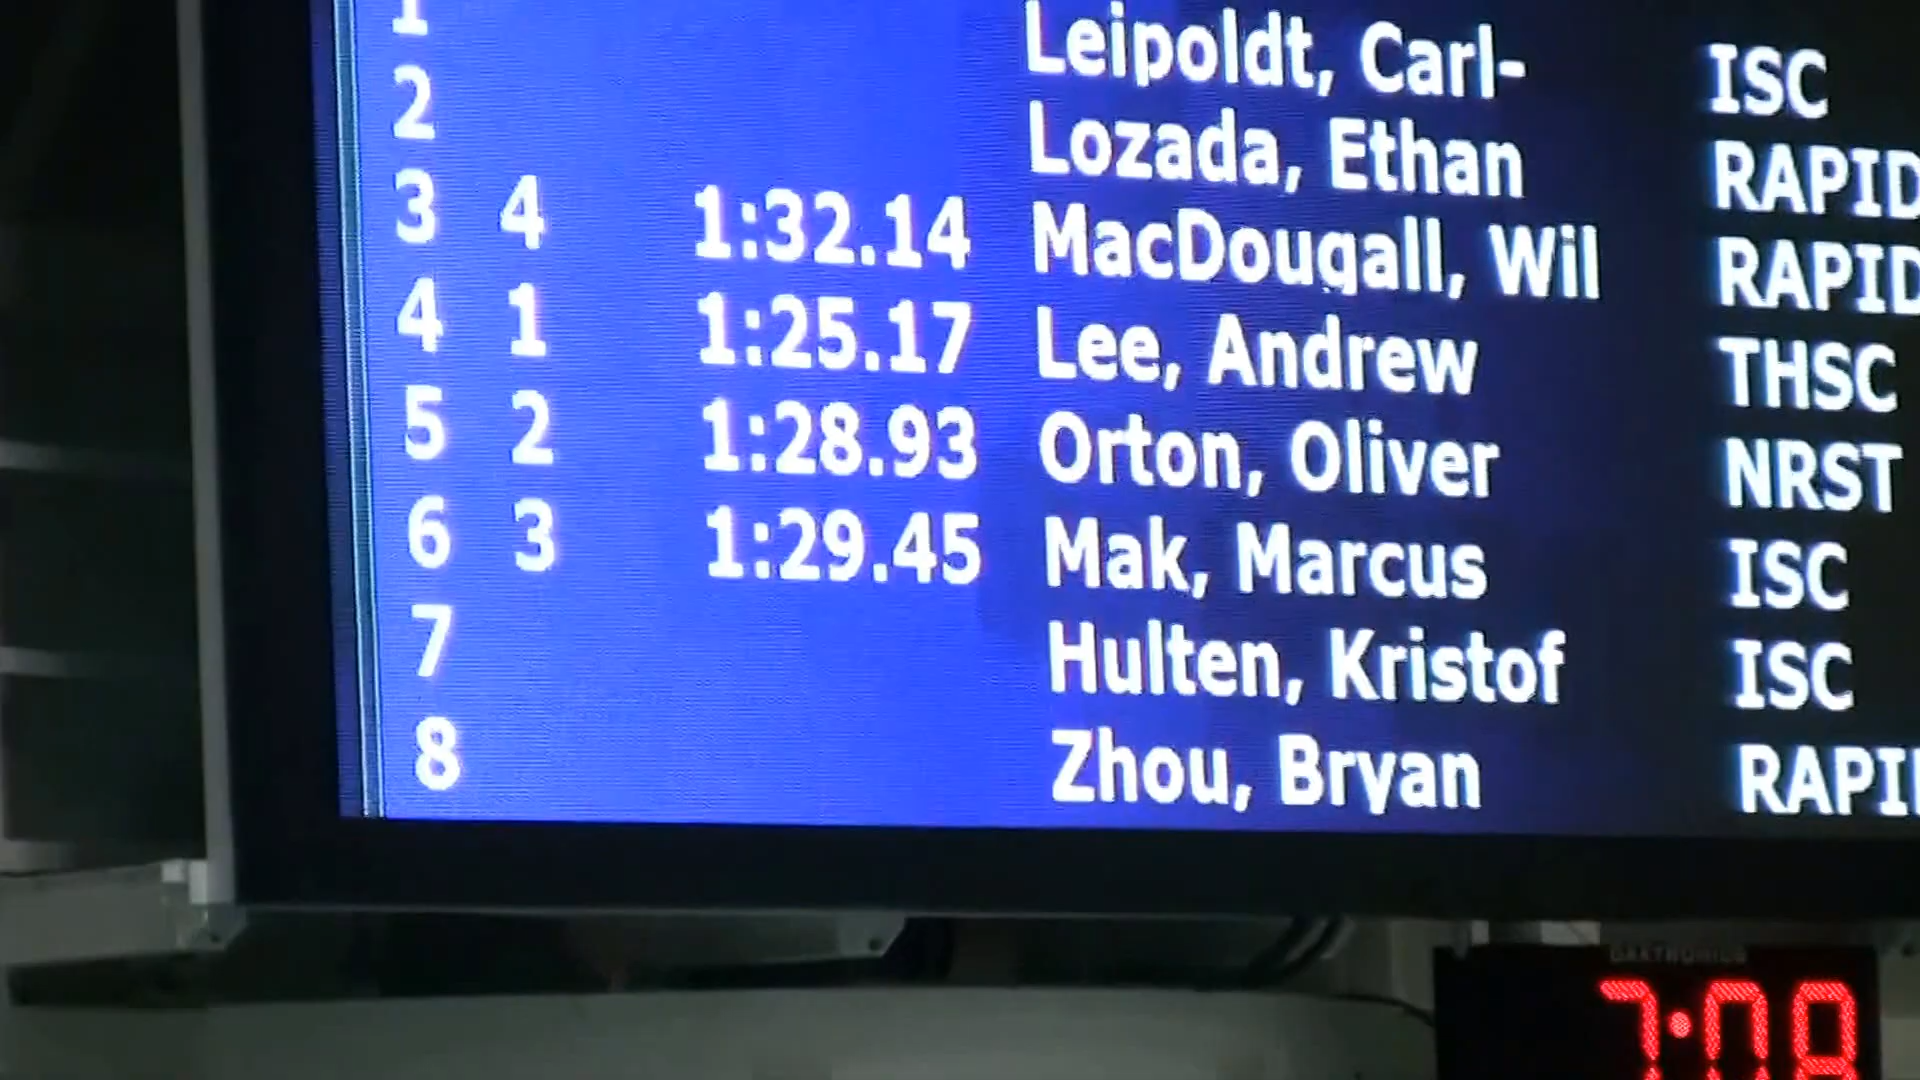 1 Leipoldt, Carl- ISC
2 Lozada, Ethan RAPID
3 4 1:32.14 MacDougall, Wil RAPID
4 1 1:25.17 Lee, Andrew THSC
5 2 1:28.93 Orton, Oliver NRST
6 3 1:29.45 Mak, Marcus ISC
7 Hulten, Kristof ISC
8 Zhou, Bryan RAPI
DAKTRONICS
7:08